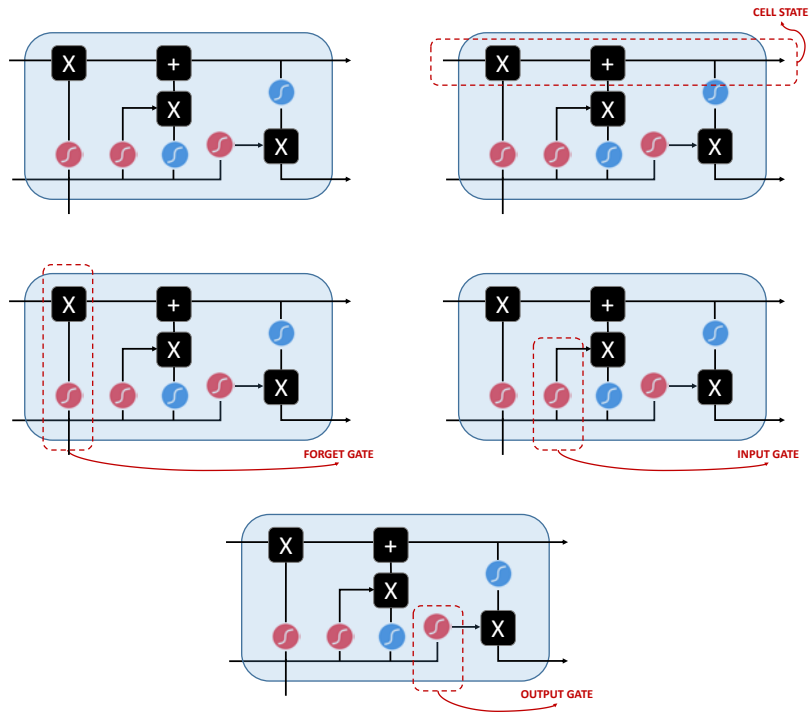 CELL STATE
X
+
X
X
X
+
X
X
X
+
X
X
FORGET GATE
X
+
X
X
INPUT GATE
X
+
X
X
OUTPUT GATE